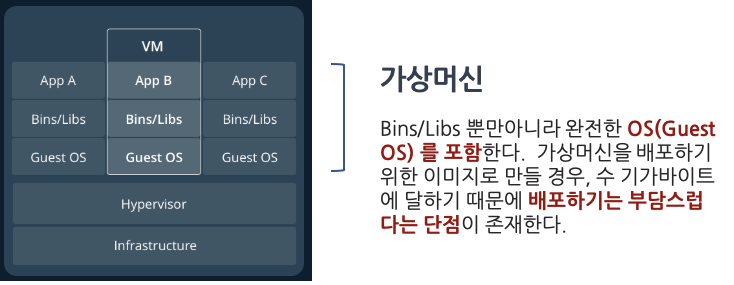 VM
App A
App B
App C
Bins/Libs
Bins/Libs
Bins/Libs
Guest OS
Guest OS
Guest OS
Hypervisor
Infrastructure
가상머신
Bins/Libs 뿐만아니라 완전한 OS(Guest
OS) 를 포함한다. 가상머신을 배포하기
위한 이미지로 만들 경우, 수 기가바이트
에 달하기 때문에 배포하기는 부담스럽
다는 단점이 존재한다.